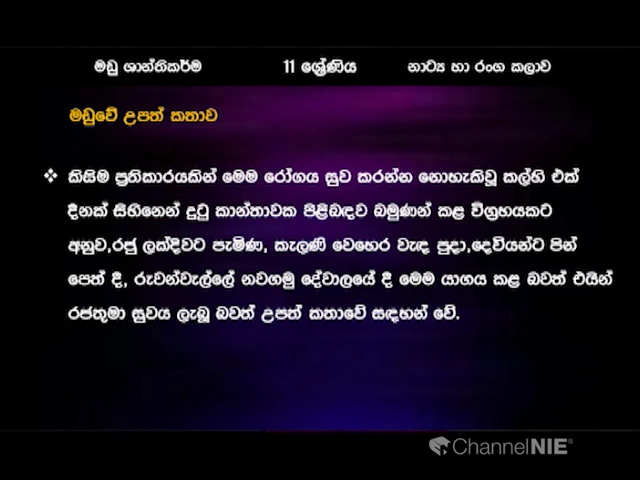 මඩු ශාන්තිකර්ම 11 ශ්‍රේණිය නාට්‍ය හා රංග කලාව
මඩුවේ උපත් කතාව
❖ කිසිම ප්‍රතිකාරයකින් මෙම රෝගය සුව කරන්න නොහැකිවූ කල්හි එක්
දිනක් සිහිනෙන් දුටු කාන්තාවක පිළිබඳව බමුණන් කළ විග්‍රහයකට
අනුව,රජු ලක්දිවට පැමිණ, කැලණි වෙහෙර වැඳ පුදා,දෙවියන්ට පින්
පෙත් දී, රුවන්වැල්ලේ නවගමු දේවාලයේ දී මෙම යාගය කළ බවත් එයින්
රජතුමා සුවය ලැබූ බවත් උපත් කතාවේ සඳහන් වේ.
ChannelNIE